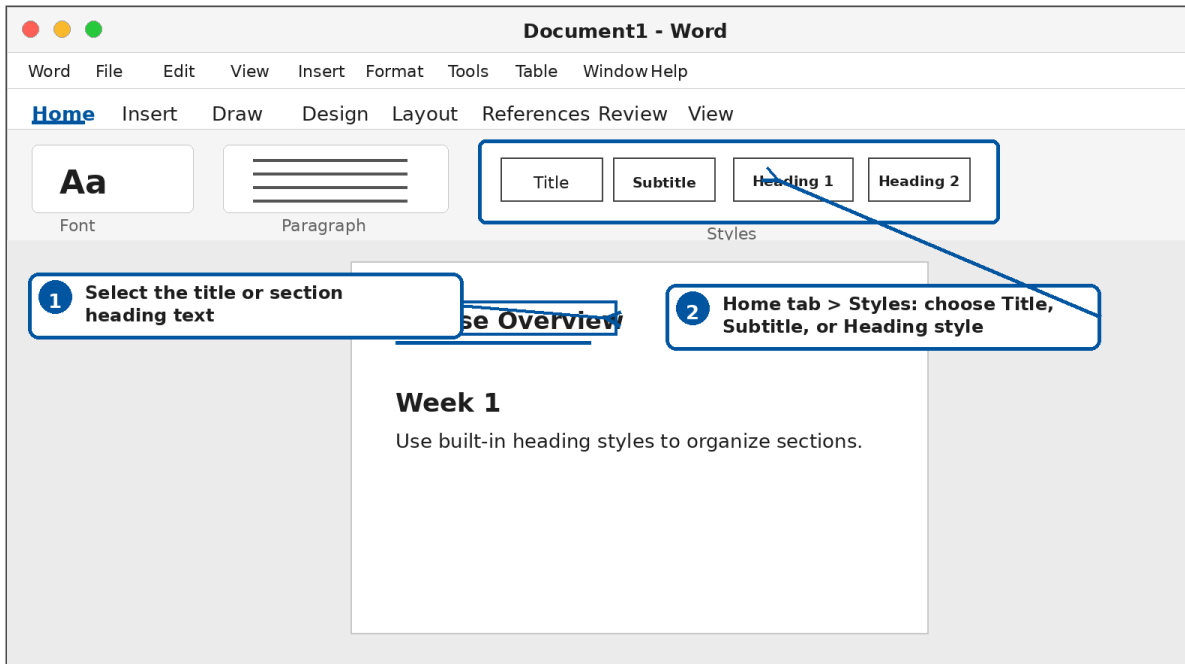 Document1 - Word
Word File Edit View Insert Format Tools Table Window Help
Home Insert Draw Design Layout References Review View
Aa
Title Subtitle Heading 1 Heading 2
Font Paragraph Styles
1 Select the title or section
heading text
2 Home tab > Styles: choose Title,
Subtitle, or Heading style
Overview
Week 1
Use built-in heading styles to organize sections.